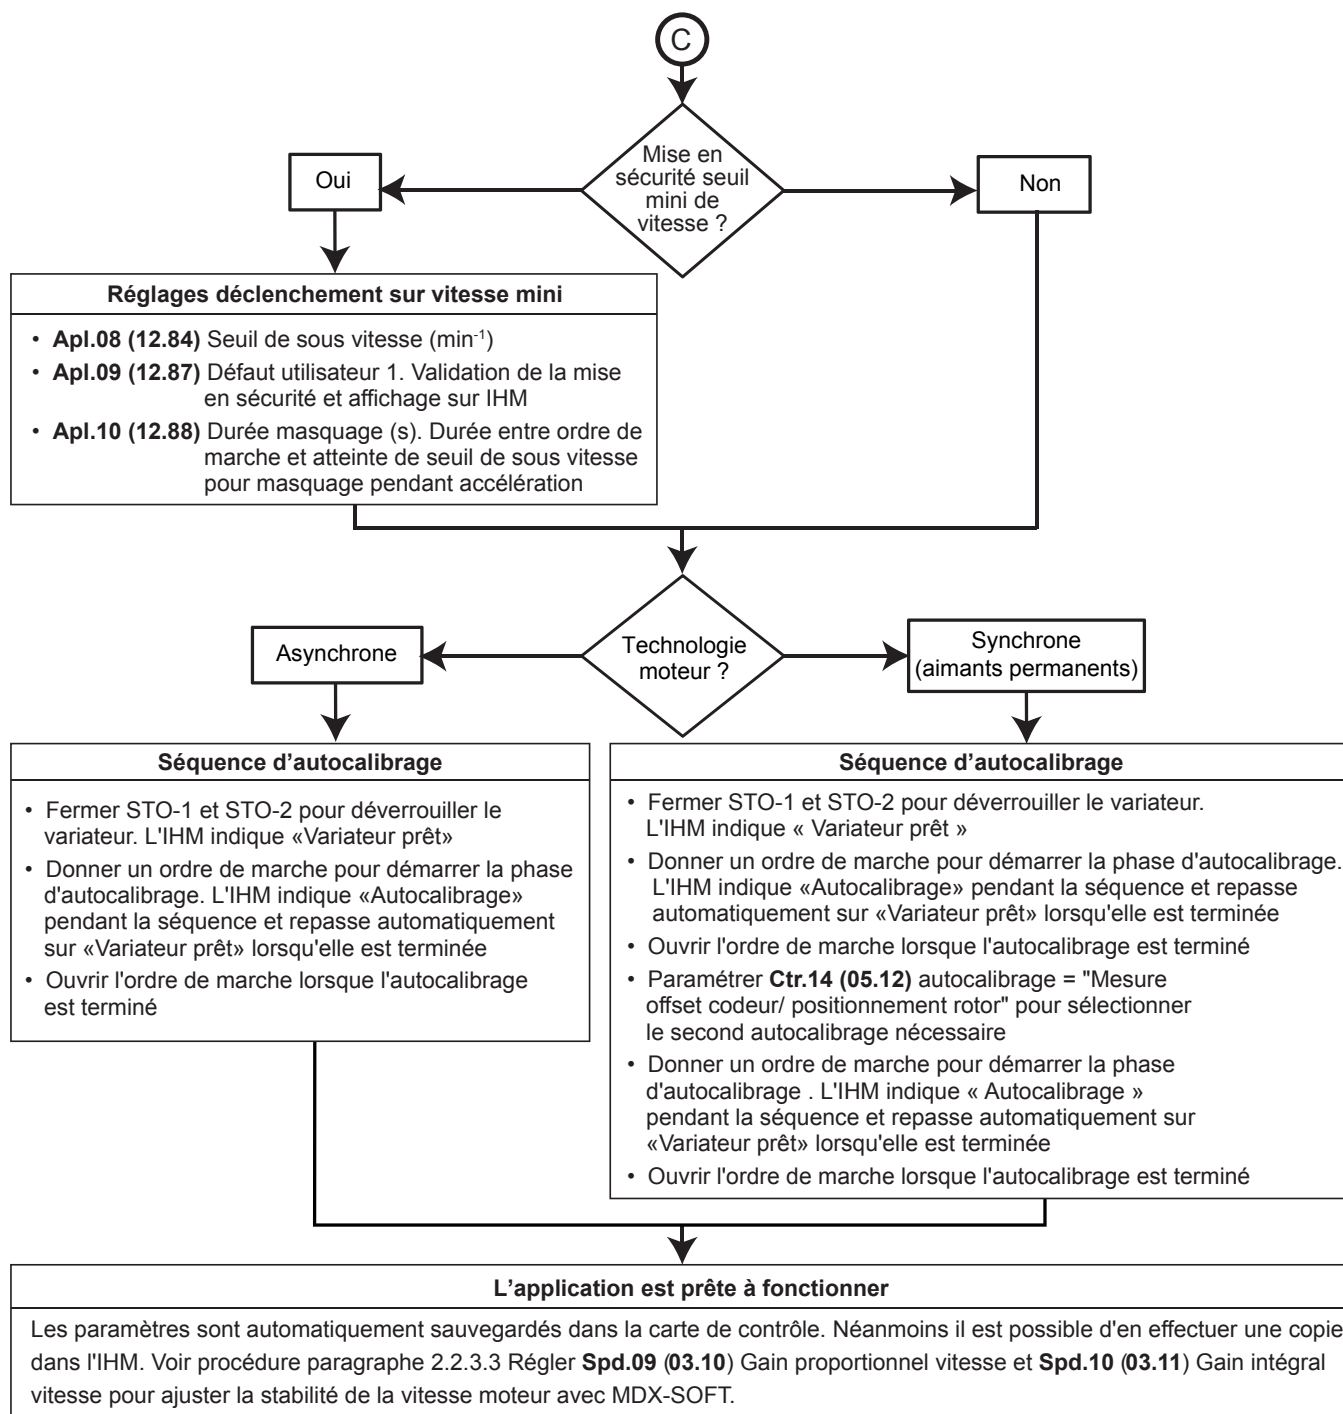 C
Mise en
sécurité seuil
mini de
vitesse ?
Oui
Non
Réglages déclenchement sur vitesse mini
• Apl.08 (12.84) Seuil de sous vitesse (min⁻¹)
• Apl.09 (12.87) Défaut utilisateur 1. Validation de la mise
en sécurité et affichage sur IHM
• Apl.10 (12.88) Durée masquage (s). Durée entre ordre de
marche et atteinte de seuil de sous vitesse
pour masquage pendant accélération
Technologie
moteur ?
Asynchrone
Synchrone
(aimants permanents)
Séquence d’autocalibrage
• Fermer STO-1 et STO-2 pour déverrouiller le
variateur. L'IHM indique «Variateur prêt»
• Donner un ordre de marche pour démarrer la phase
d'autocalibrage. L'IHM indique «Autocalibrage»
pendant la séquence et repasse automatiquement
sur «Variateur prêt» lorsqu'elle est terminée
• Ouvrir l'ordre de marche lorsque l'autocalibrage
est terminé
Séquence d’autocalibrage
• Fermer STO-1 et STO-2 pour déverrouiller le variateur.
L'IHM indique « Variateur prêt »
• Donner un ordre de marche pour démarrer la phase d'autocalibrage.
L'IHM indique «Autocalibrage» pendant la séquence et repasse
automatiquement sur «Variateur prêt» lorsqu'elle est terminée
• Ouvrir l'ordre de marche lorsque l'autocalibrage est terminé
• Paramétrer Ctr.14 (05.12) autocalibrage = "Mesure
offset codeur/ positionnement rotor" pour sélectionner
le second autocalibrage nécessaire
• Donner un ordre de marche pour démarrer la phase
d'autocalibrage . L'IHM indique « Autocalibrage »
pendant la séquence et repasse automatiquement sur
«Variateur prêt» lorsqu'elle est terminée
• Ouvrir l'ordre de marche lorsque l'autocalibrage est terminé
L’application est prête à fonctionner
Les paramètres sont automatiquement sauvegardés dans la carte de contrôle. Néanmoins il est possible d'en effectuer une copie
dans l'IHM. Voir procédure paragraphe 2.2.3.3 Régler Spd.09 (03.10) Gain proportionnel vitesse et Spd.10 (03.11) Gain intégral
vitesse pour ajuster la stabilité de la vitesse moteur avec MDX-SOFT.